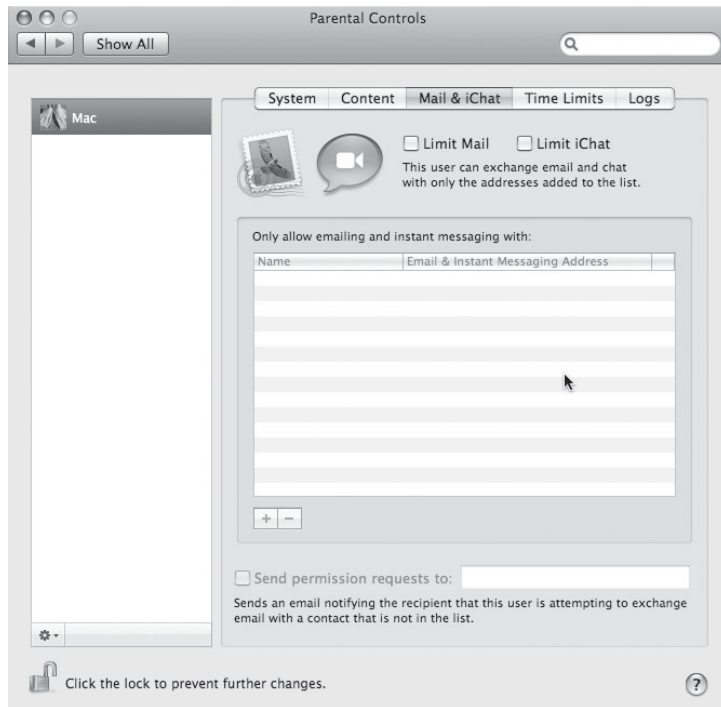 Parental Controls
Show All
System Content Mail & iChat Time Limits Logs
Mac
Limit Mail Limit iChat
This user can exchange email and chat
with only the addresses added to the list.
Only allow emailing and instant messaging with:
Name Email & Instant Messaging Address
+ −
Send permission requests to:
Sends an email notifying the recipient that this user is attempting to exchange
email with a contact that is not in the list.
Click the lock to prevent further changes.
?